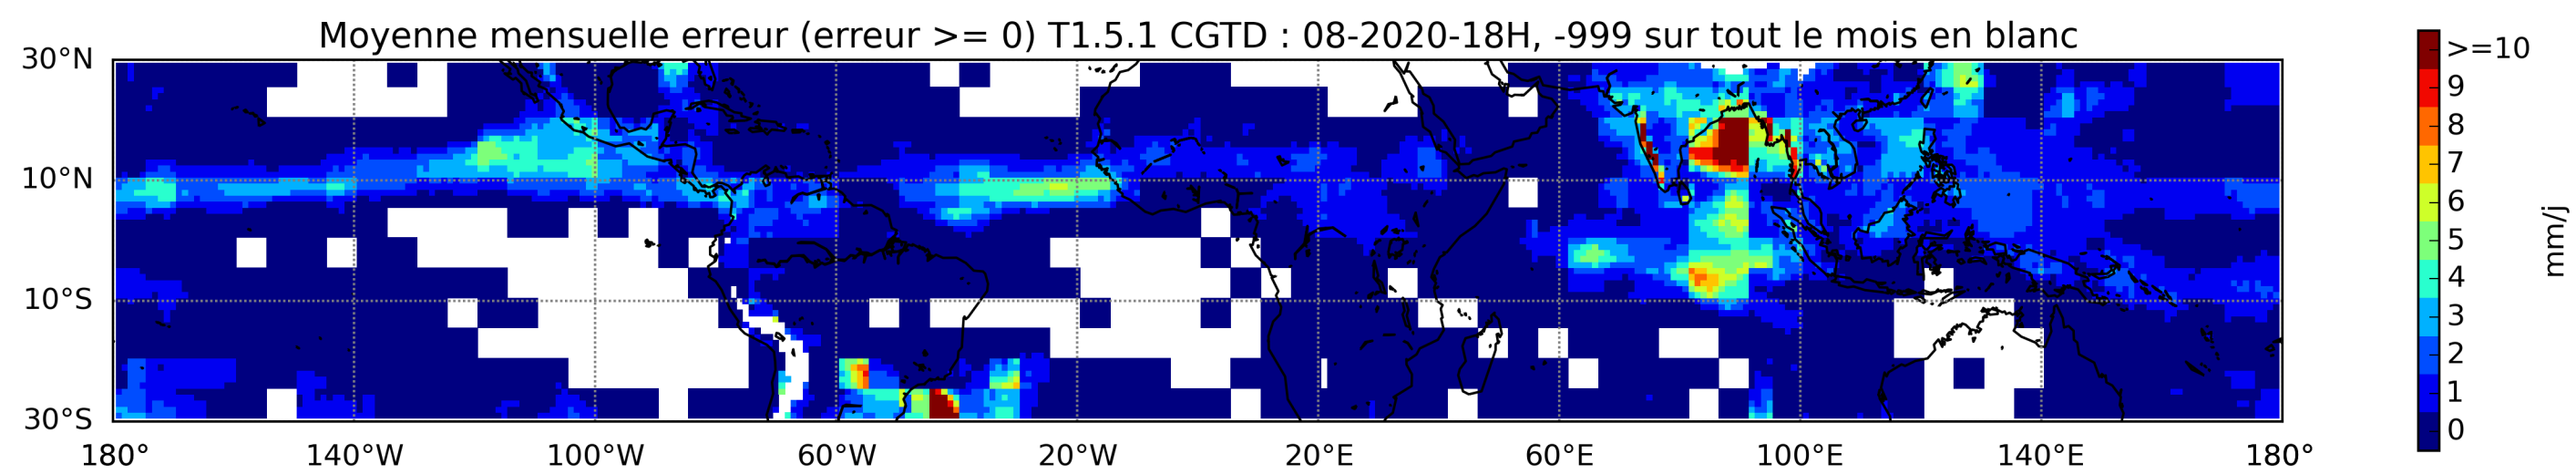 Moyenne mensuelle erreur (erreur >= 0) T1.5.1 CGTD : 08-2020-18H, -999 sur tout le mois en blanc
30°N
10°N
10°S
30°S
180° 140°W 100°W 60°W 20°W 20°E 60°E 100°E 140°E 180°
>=10
9
8
7
6
5
4
3
2
1
0
mm/j